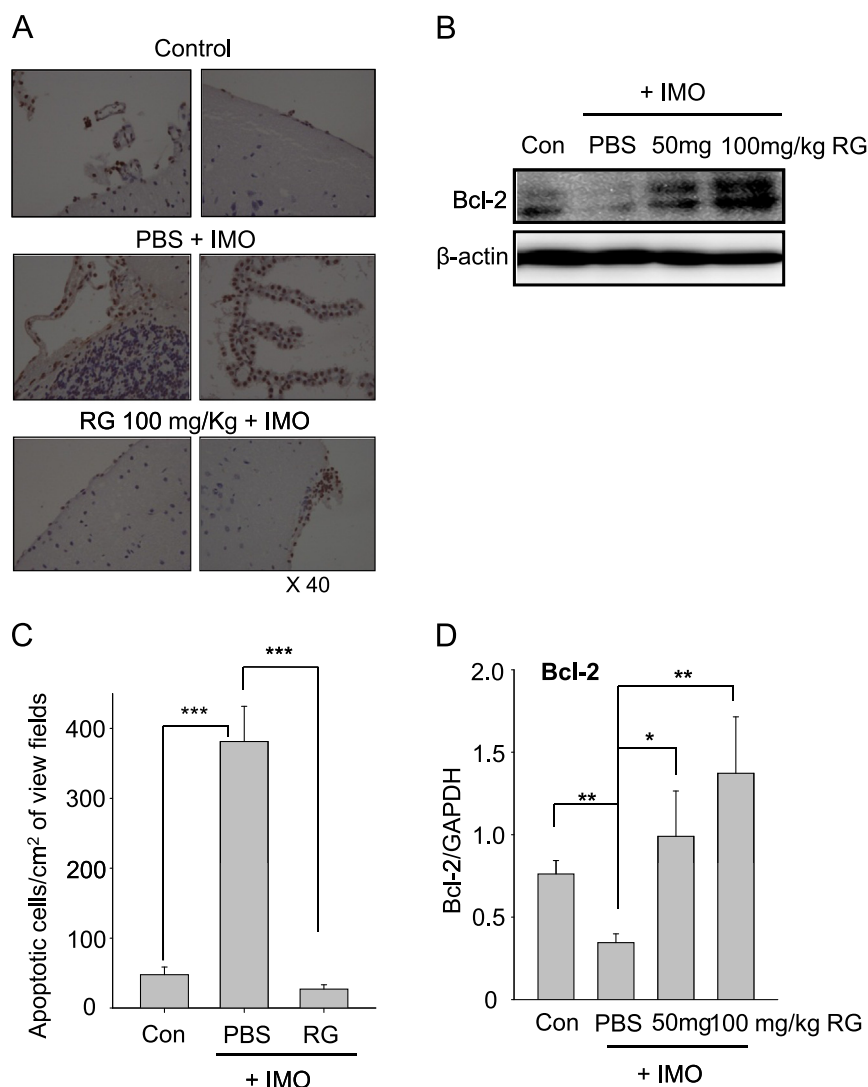 A
Control
PBS + IMO
RG 100 mg/Kg + IMO
X 40
B
+ IMO
Con PBS 50mg 100mg/kg RG
Bcl-2
β-actin
C
Apoptotic cells/cm² of view fields
400
300
200
100
0
***
***
Con PBS RG
+ IMO
D
Bcl-2
Bcl-2/GAPDH
2.0
1.5
1.0
0.5
0
**
*
**
Con PBS 50mg 100 mg/kg RG
+ IMO